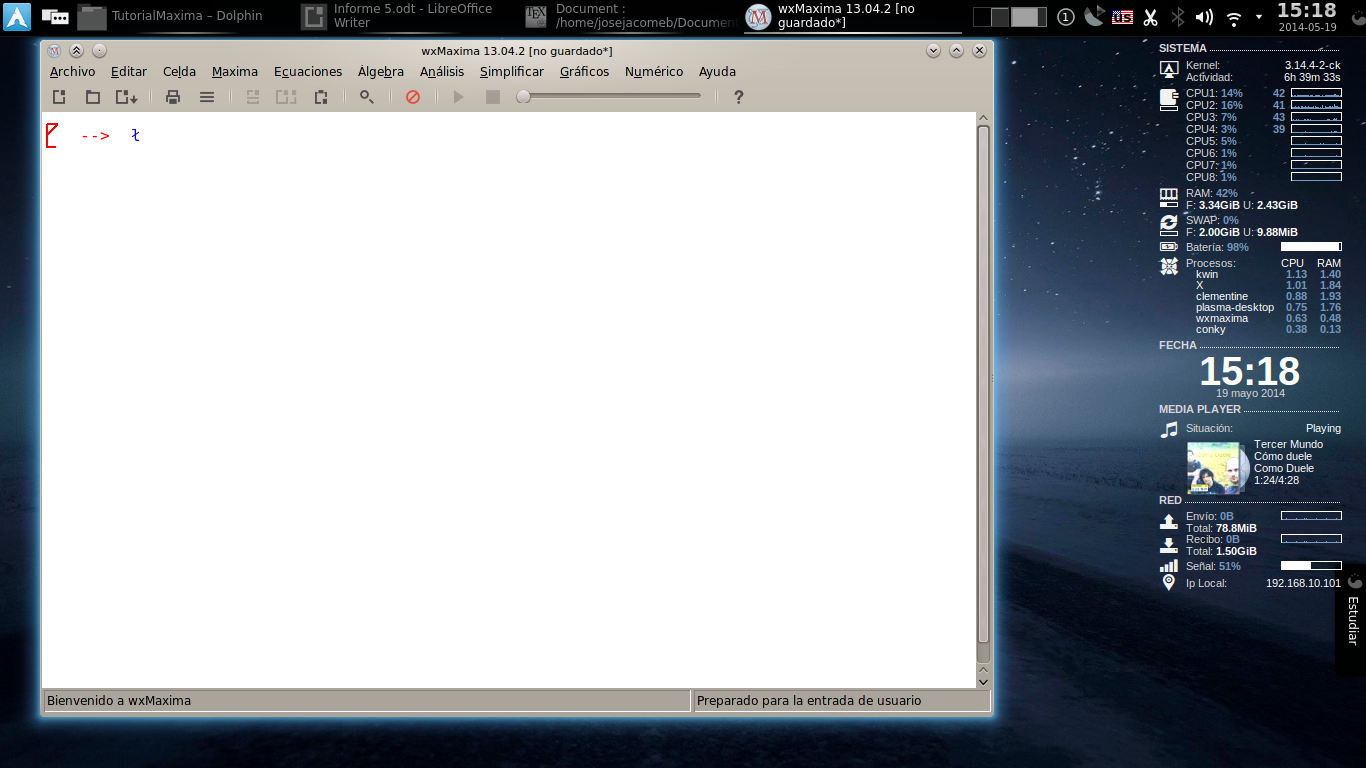 TutorialMaxima – Dolphin
Informe 5.odt - LibreOffice
Writer
Document :
/home/josejacomeb/Document
wxMaxima 13.04.2 [no
guardado*]
1
US
15:18
2014-05-19
wxMaxima 13.04.2 [no guardado*]
Archivo Editar Celda Maxima Ecuaciones Álgebra Análisis Simplificar Gráficos Numérico Ayuda
--> ł
Bienvenido a wxMaxima
Preparado para la entrada de usuario
SISTEMA
Kernel: 3.14.4-2-ck
Actividad: 6h 39m 33s
CPU1: 14% 42
CPU2: 16% 41
CPU3: 7% 43
CPU4: 3% 39
CPU5: 5%
CPU6: 1%
CPU7: 1%
CPU8: 1%
RAM: 42%
F: 3.34GiB U: 2.43GiB
SWAP: 0%
F: 2.00GiB U: 9.88MiB
Batería: 98%
Procesos: CPU RAM
kwin 1.13 1.40
X 1.01 1.84
clementine 0.88 1.93
plasma-desktop 0.75 1.76
wxmaxima 0.63 0.48
conky 0.38 0.13
FECHA
15:18
19 mayo 2014
MEDIA PLAYER
Situación: Playing
Tercer Mundo
Cómo duele
Como Duele
1:24/4:28
RED
Envío: 0B
Total: 78.8MiB
Recibo: 0B
Total: 1.50GiB
Señal: 51%
Ip Local: 192.168.10.101
Estudiar